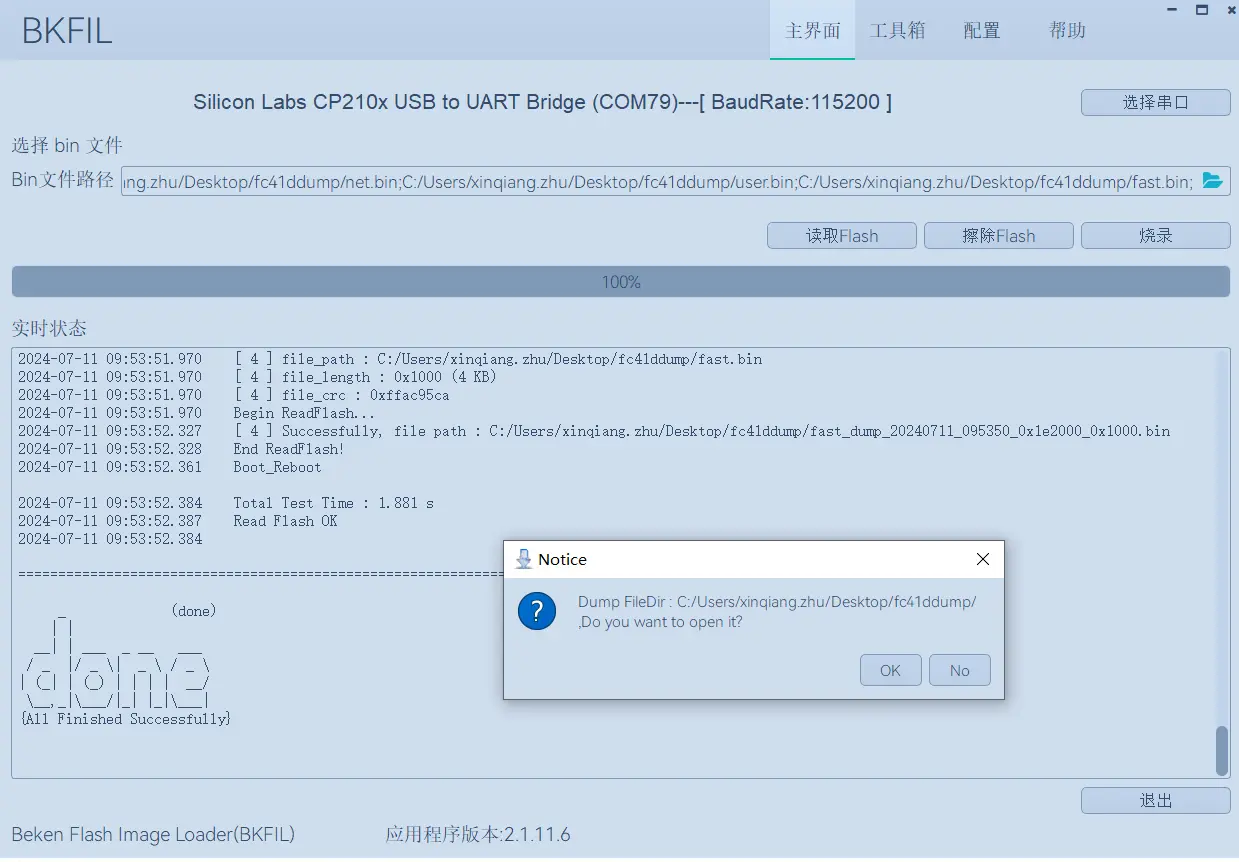 BKFIL
主界面
工具箱
配置
帮助
Silicon Labs CP210x USB to UART Bridge (COM79)---[ BaudRate:115200 ]
选择串口
选择 bin 文件
Bin文件路径
ng.zhu/Desktop/fc41ddump/net.bin;C:/Users/xinqiang.zhu/Desktop/fc41ddump/user.bin;C:/Users/xinqiang.zhu/Desktop/fc41ddump/fast.bin;
读取Flash
擦除Flash
烧录
100%
实时状态
2024-07-11 09:53:51.970 [ 4 ] file_path : C:/Users/xinqiang.zhu/Desktop/fc41ddump/fast.bin
2024-07-11 09:53:51.970 [ 4 ] file_length : 0x1000 (4 KB)
2024-07-11 09:53:51.970 [ 4 ] file_crc : 0xffac95ca
2024-07-11 09:53:51.970 Begin ReadFlash...
2024-07-11 09:53:52.327 [ 4 ] Successfully, file path : C:/Users/xinqiang.zhu/Desktop/fc41ddump/fast_dump_20240711_095350_0x1e2000_0x1000.bin
2024-07-11 09:53:52.328 End ReadFlash!
2024-07-11 09:53:52.361 Boot_Reboot
2024-07-11 09:53:52.384 Total Test Time : 1.881 s
2024-07-11 09:53:52.387 Read Flash OK
2024-07-11 09:53:52.384
(done)
done
{All Finished Successfully}
Notice
Dump FileDir : C:/Users/xinqiang.zhu/Desktop/fc41ddump/
,Do you want to open it?
OK
No
退出
Beken Flash Image Loader(BKFIL)
应用程序版本:2.1.11.6